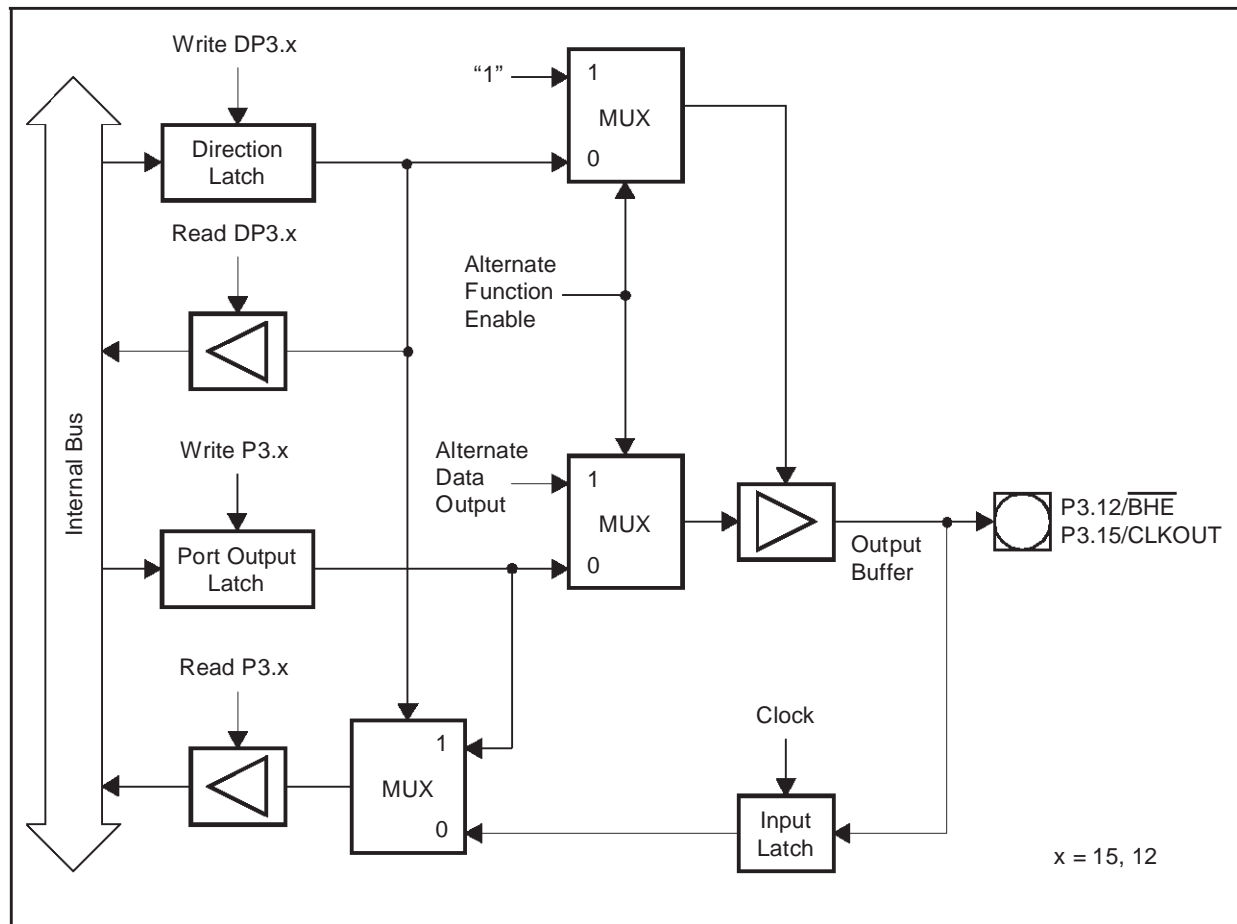 Write DP3.x
“1”
1
MUX
0
Direction
Latch
Read DP3.x
Alternate
Function
Enable
Internal Bus
Write P3.x
Alternate
Data
Output
1
MUX
0
Port Output
Latch
Output
Buffer
P3.12/B̅H̅E̅
P3.15/CLKOUT
Read P3.x
1
MUX
0
Clock
Input
Latch
x = 15, 12